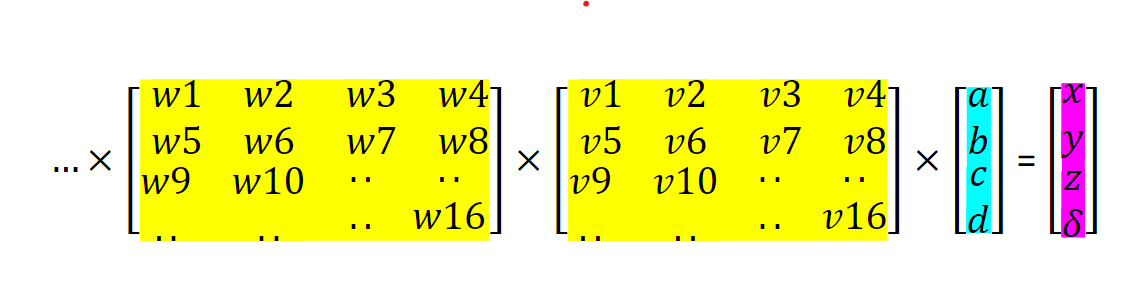 w1 w2 w3 w4 v1 v2 v3 v4 a x
w5 w6 w7 w8 v5 v6 v7 v8 b y
... × w9 w10 .. .. × v9 v10 .. .. × c = z
.. .. .. w16 .. .. .. v16 d δ